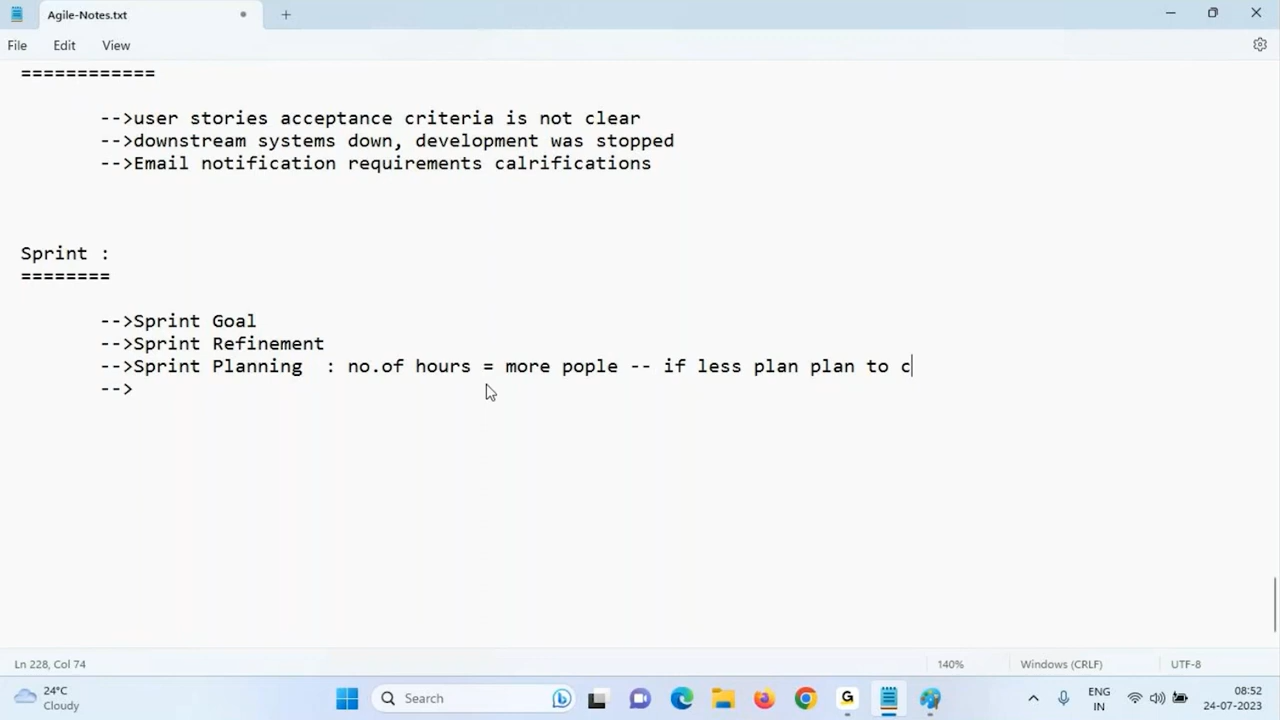 Agile-Notes.txt
File Edit View
============
-->user stories acceptance criteria is not clear
-->downstream systems down, development was stopped
-->Email notification requirements calrifications
Sprint :
========
-->Sprint Goal
-->Sprint Refinement
-->Sprint Planning : no.of hours = more pople -- if less plan plan to c
-->
Ln 228, Col 74 140% Windows (CRLF) UTF-8
24°C
Cloudy
Search
ENG
IN
08:52
24-07-2023